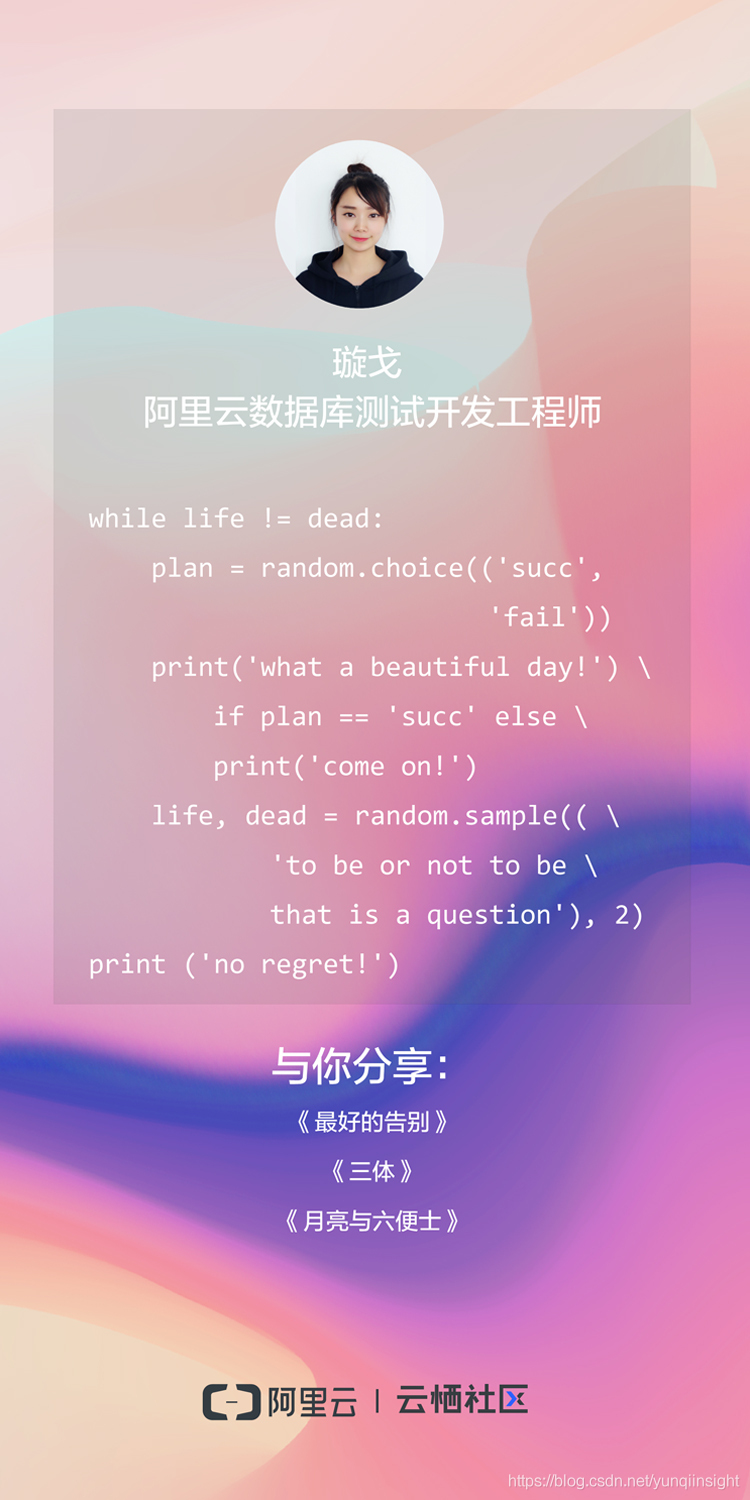 璇戈
阿里云数据库测试开发工程师
while life != dead:
    plan = random.choice(('succ',
                          'fail'))
    print('what a beautiful day!') \
        if plan == 'succ' else \
        print('come on!')
    life, dead = random.sample(( \
            'to be or not to be \
            that is a question'), 2)
print ('no regret!')
与你分享：
《最好的告别》
《三体》
《月亮与六便士》
阿里云 | 云栖社区
https://blog.csdn.net/yunqiinsight